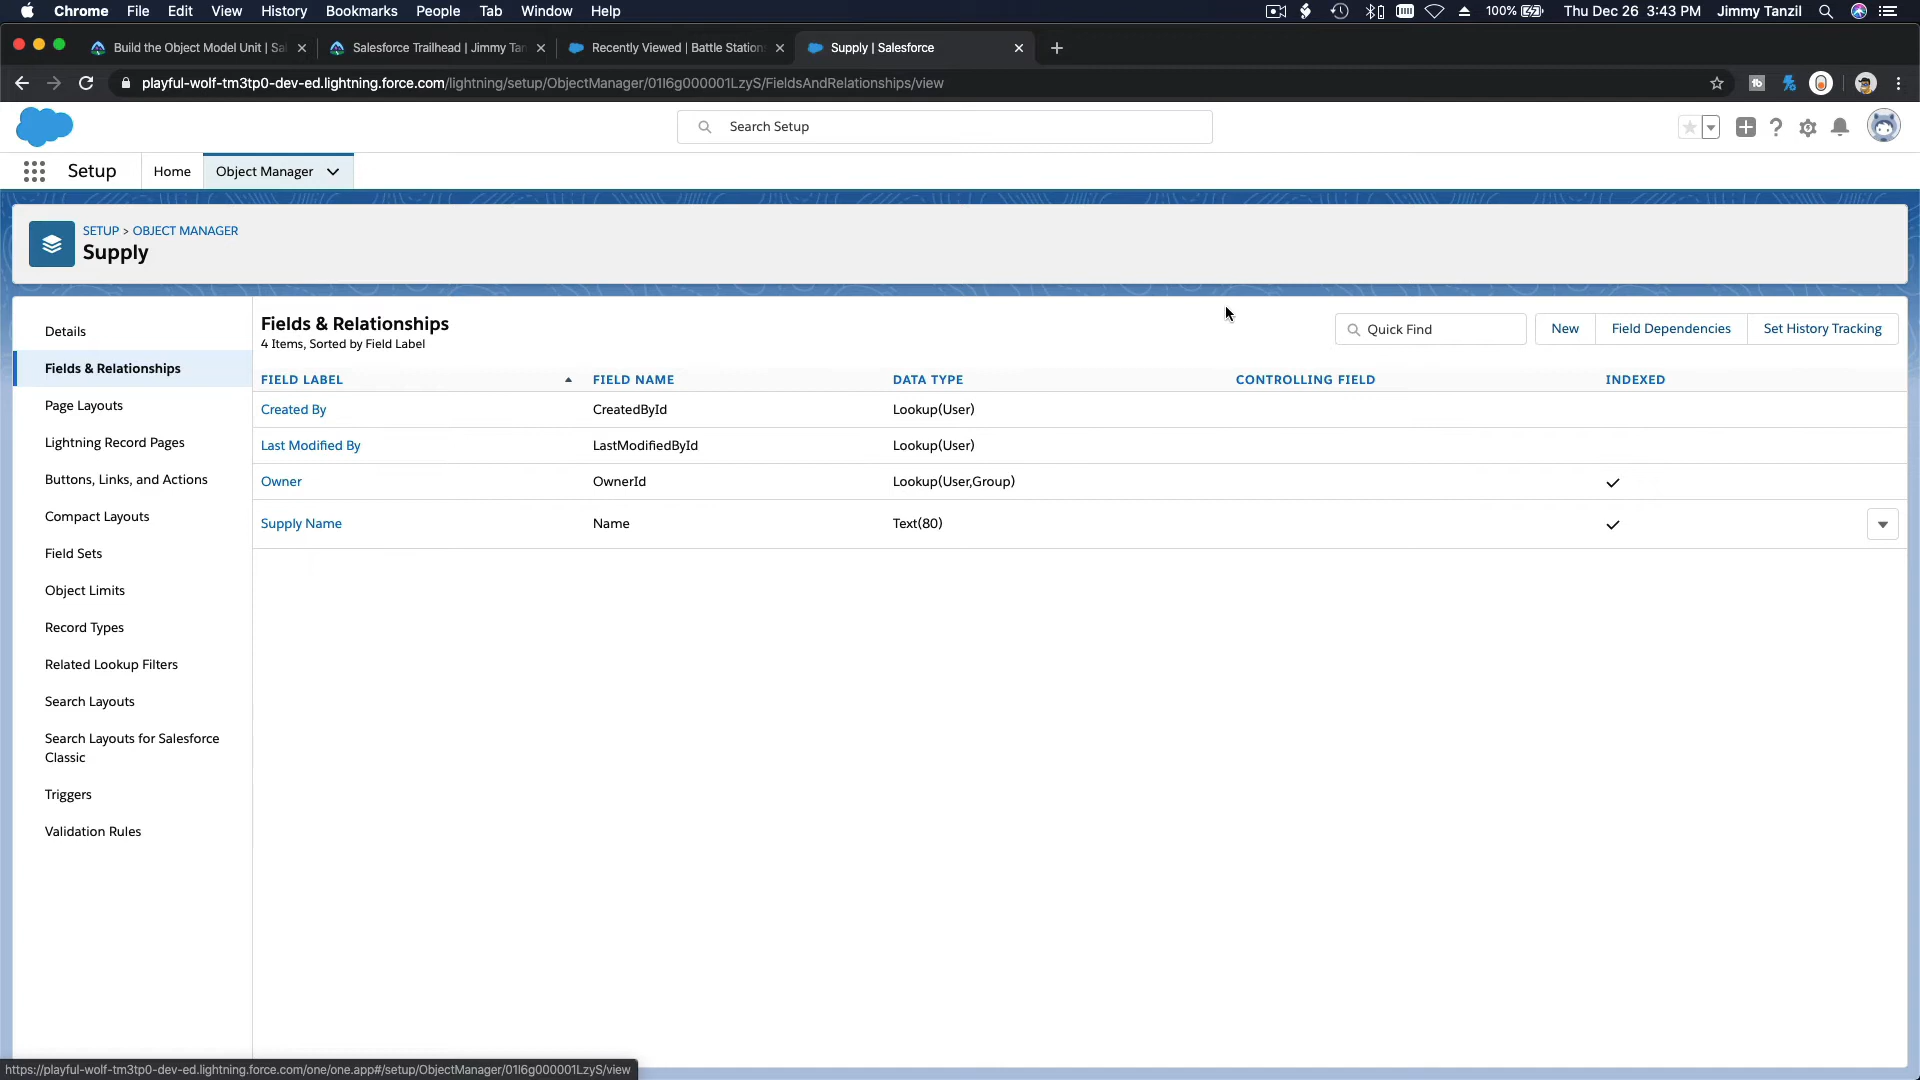 Chrome File Edit View History Bookmarks People Tab Window Help 100% Thu Dec 26 3:43 PM Jimmy Tanzil
Build the Object Model Unit | Sa Salesforce Trailhead | Jimmy Tan Recently Viewed | Battle Station Supply | Salesforce
playful-wolf-tm3tp0-dev-ed.lightning.force.com/lightning/setup/ObjectManager/01I6g000001LzyS/FieldsAndRelationships/view
Search Setup
Setup Home Object Manager
SETUP > OBJECT MANAGER
Supply
Details
Fields & Relationships
Page Layouts
Lightning Record Pages
Buttons, Links, and Actions
Compact Layouts
Field Sets
Object Limits
Record Types
Related Lookup Filters
Search Layouts
Search Layouts for Salesforce
Classic
Triggers
Validation Rules
Fields & Relationships
4 Items, Sorted by Field Label
Quick Find New Field Dependencies Set History Tracking
FIELD LABEL FIELD NAME DATA TYPE CONTROLLING FIELD INDEXED
Created By CreatedById Lookup(User)
Last Modified By LastModifiedById Lookup(User)
Owner OwnerId Lookup(User,Group)
Supply Name Name Text(80)
https://playful-wolf-tm3tp0-dev-ed.lightning.force.com/one/one.app#/setup/ObjectManager/01I6g000001LzyS/view